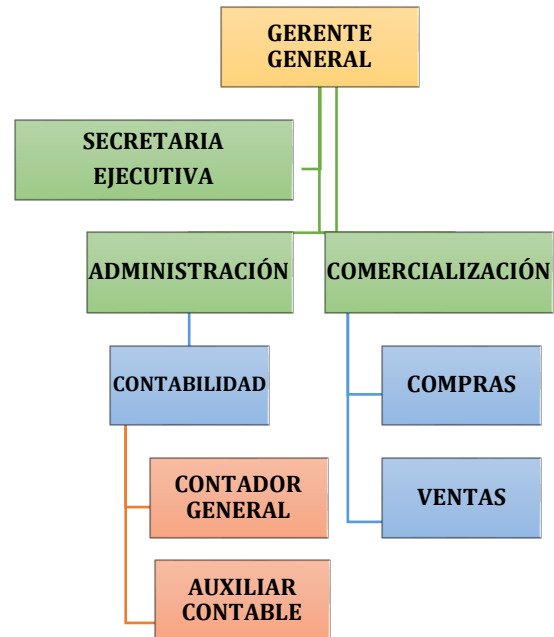 GERENTE
GENERAL
SECRETARIA
EJECUTIVA
ADMINISTRACIÓN
COMERCIALIZACIÓN
CONTABILIDAD
COMPRAS
CONTADOR
GENERAL
VENTAS
AUXILIAR
CONTABLE